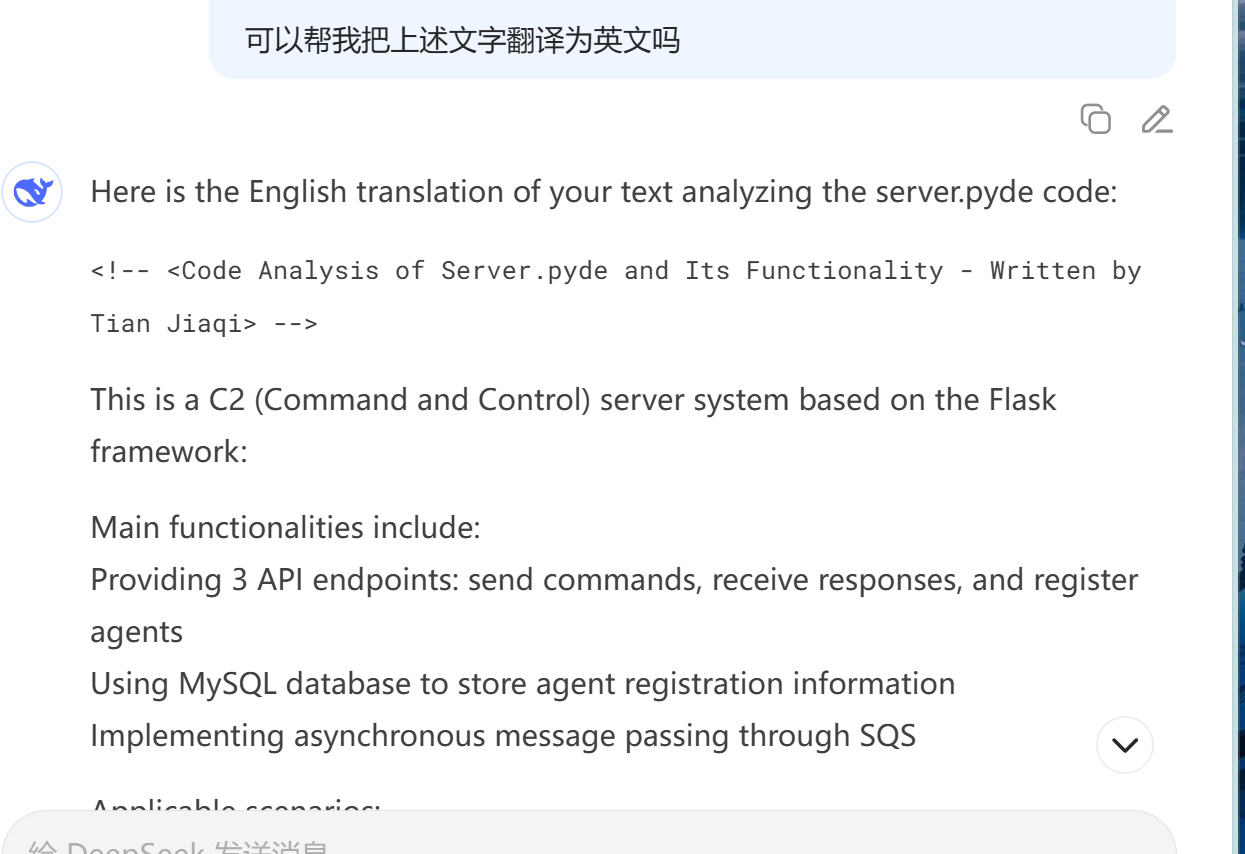 可以帮我把上述文字翻译为英文吗
Here is the English translation of your text analyzing the server.pyde code:
<!-- <Code Analysis of Server.pyde and Its Functionality - Written by
Tian Jiaqi> -->
This is a C2 (Command and Control) server system based on the Flask
framework:
Main functionalities include:
Providing 3 API endpoints: send commands, receive responses, and register
agents
Using MySQL database to store agent registration information
Implementing asynchronous message passing through SQS
Applicable scenarios:
给 DeepSeek 发送消息